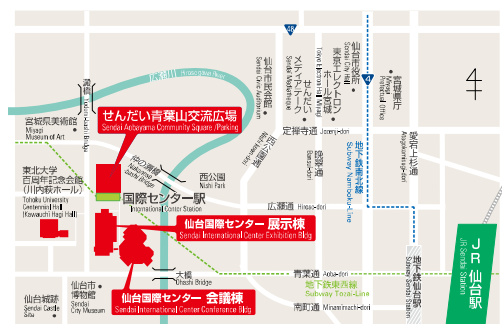 48
広瀬川 Hirose-gawa River
澱橋
Yodomi-bashi Bridge
仙台市民会館
Sendai Civic Auditorium
せんだい
メディアテーク
Sendai Mediatheque
東京エレクトロン
ホール宮城
Tokyo Electron Hall Miyagi
仙台市役所
Sendai City Hall
4
宮城県庁
Miyagi
Prefectural Office
宮城県美術館
Miyagi
Museum of Art
せんだい青葉山交流広場
Sendai Aobayama Community Square /Parking
定禅寺通 Jozenji-dori
西公園通
晩翠通
Bansui-dori
地下鉄南北線
Subway Namboku-Line
愛宕上杉通
Atagokamisugi-dori
東北大学
百周年記念会館
(川内萩ホール)
Tohoku University
Centennial Hall
(Kawauchi Hagi Hall)
仲の瀬橋
西公園
Nishi Park
国際センター駅
International Center Station
広瀬通 Hirose-dori
仙台国際センター 展示棟
Sendai International Center Exhibition Bldg
大橋
Ohashi Bridge
青葉通 Aoba-dori
地下鉄東西線
Subway Tozai-Line
地下鉄仙台駅
Subway Sendai Station
JR仙台駅
JR Sendai Station
仙台城跡
Sendai Castle
Site
仙台市
博物館
Sendai City
Museum
仙台国際センター 会議棟
Sendai International Center Conference Bldg
南町通 Minamimachi-dori